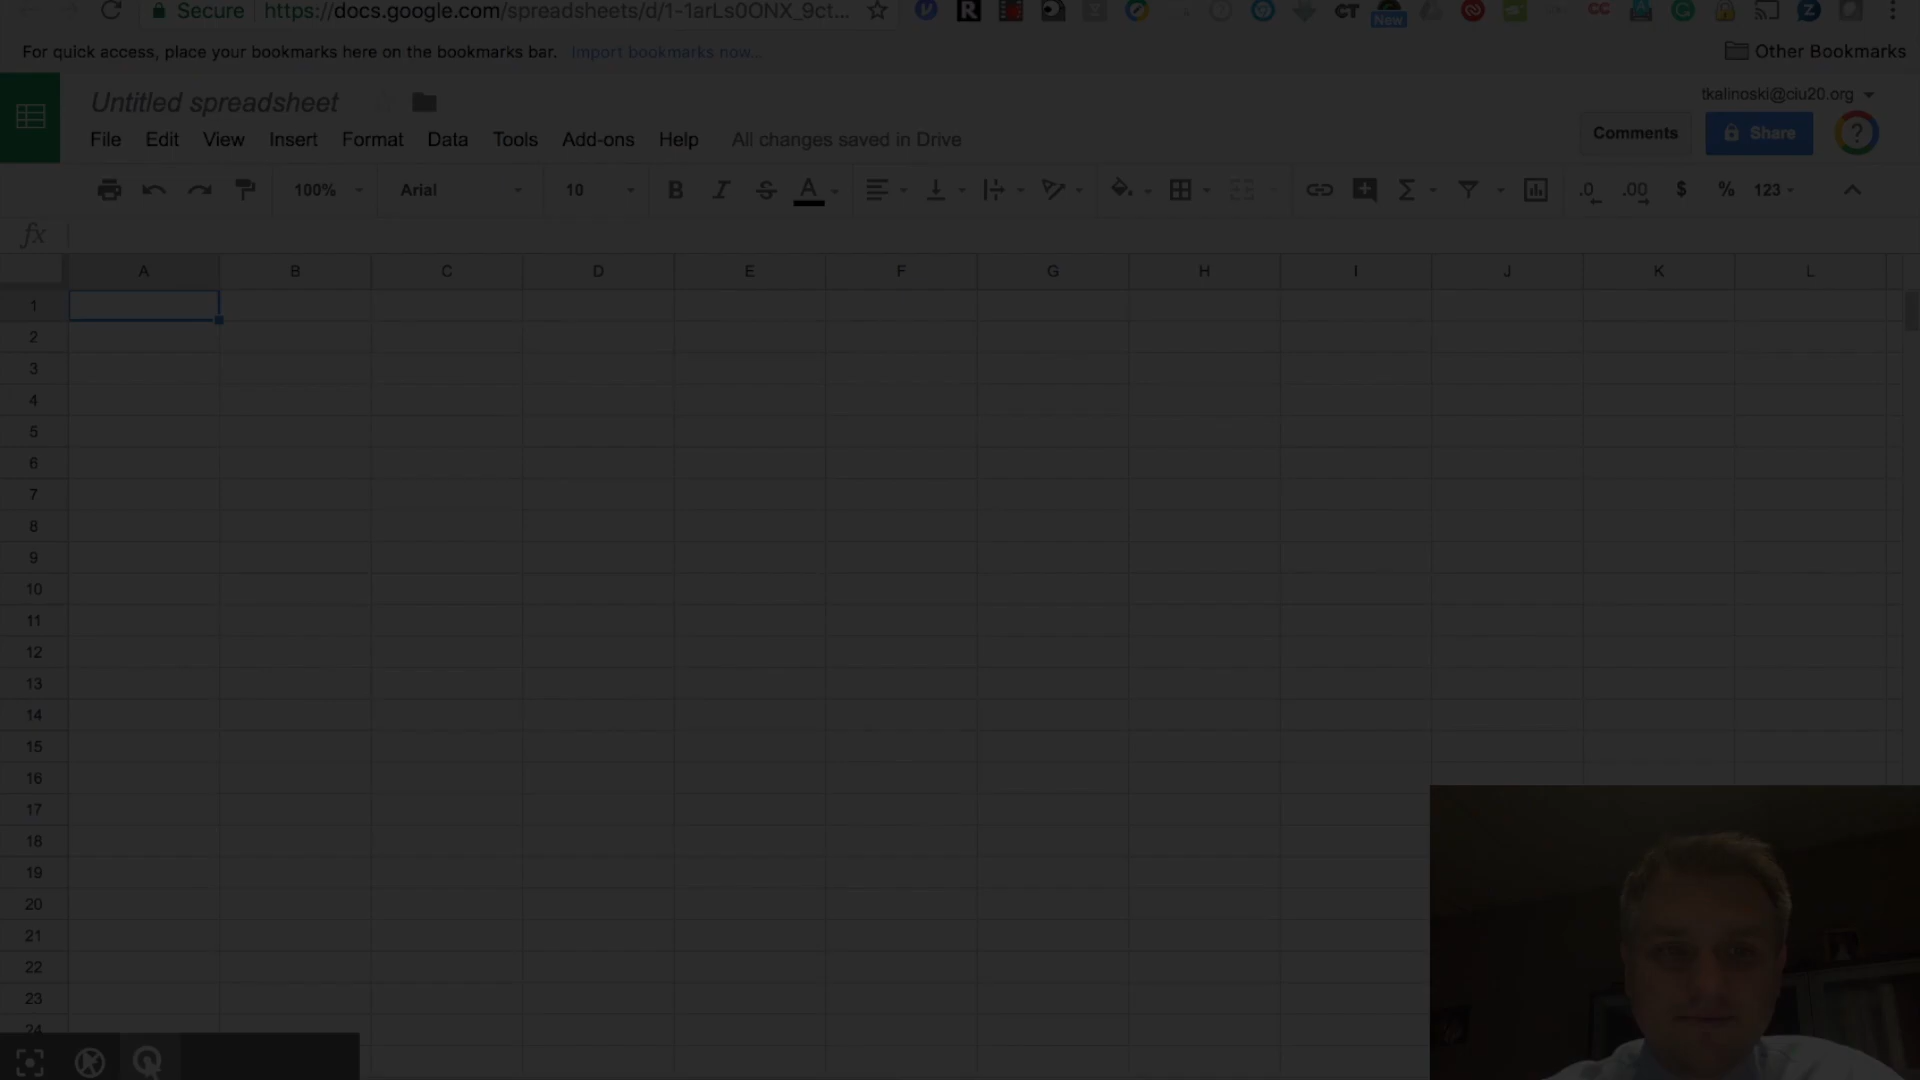 Secure https://docs.google.com/spreadsheets/d/1-1arLs0ONX_9ct...
New
For quick access, place your bookmarks here on the bookmarks bar. Import bookmarks now... Other Bookmarks
Untitled spreadsheet
tkalinoski@ciu20.org
File Edit View Insert Format Data Tools Add-ons Help All changes saved in Drive
Comments Share ?
100% Arial 10 B I S A Σ .0 .00 $ % 123
fx
A B C D E F G H I J K L
1
2
3
4
5
6
7
8
9
10
11
12
13
14
15
16
17
18
19
20
21
22
23
24